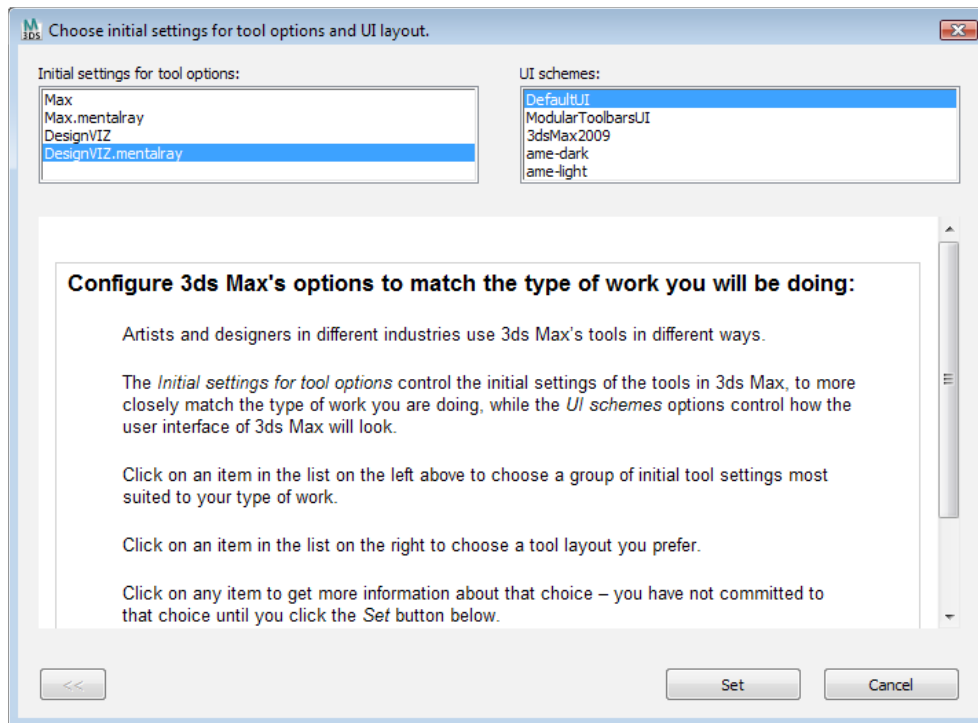 M
3DS
Choose initial settings for tool options and UI layout.
Initial settings for tool options:
UI schemes:
Max
Max.mentalray
DesignVIZ
DesignVIZ.mentalray
DefaultUI
ModularToolbarsUI
3dsMax2009
ame-dark
ame-light
Configure 3ds Max's options to match the type of work you will be doing:
Artists and designers in different industries use 3ds Max's tools in different ways.
The Initial settings for tool options control the initial settings of the tools in 3ds Max, to more
closely match the type of work you are doing, while the UI schemes options control how the
user interface of 3ds Max will look.
Click on an item in the list on the left above to choose a group of initial tool settings most
suited to your type of work.
Click on an item in the list on the right to choose a tool layout you prefer.
Click on any item to get more information about that choice – you have not committed to
that choice until you click the Set button below.
<<
Set
Cancel